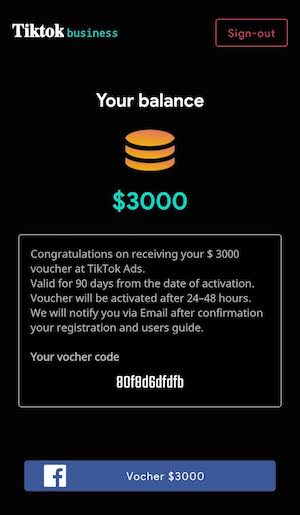 Tiktok business
Sign-out
Your balance
$3000
Congratulations on receiving your $ 3000
voucher at TikTok Ads.
Valid for 90 days from the date of activation.
Voucher will be activated after 24-48 hours.
We will notify you via Email after confirmation
your registration and users guide.
Your vocher code
80f8d6dfdfb
Vocher $3000